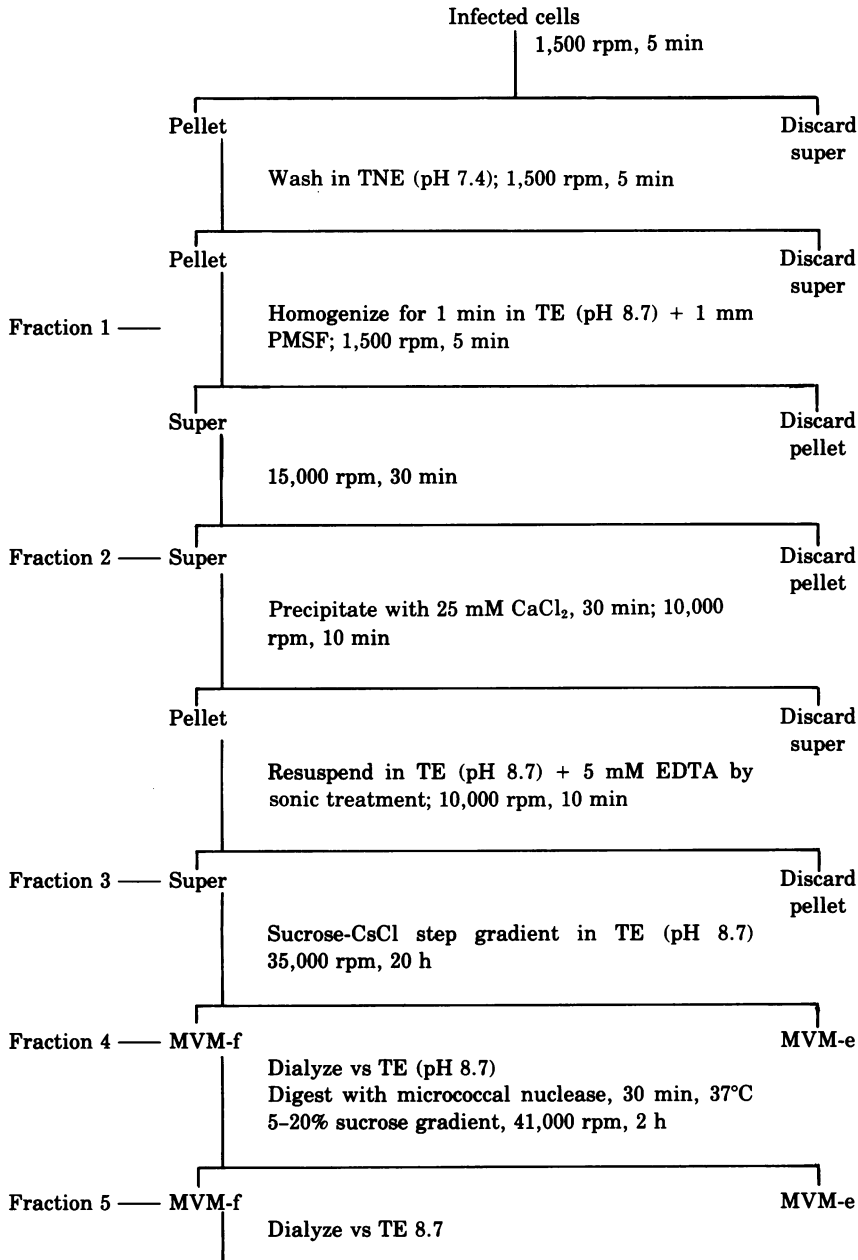 Infected cells
1,500 rpm, 5 min
Pellet
Discard
super
Wash in TNE (pH 7.4); 1,500 rpm, 5 min
Pellet
Discard
super
Fraction 1
Homogenize for 1 min in TE (pH 8.7) + 1 mm
PMSF; 1,500 rpm, 5 min
Super
Discard
pellet
15,000 rpm, 30 min
Fraction 2
Super
Discard
pellet
Precipitate with 25 mM CaCl₂, 30 min; 10,000
rpm, 10 min
Pellet
Discard
super
Resuspend in TE (pH 8.7) + 5 mM EDTA by
sonic treatment; 10,000 rpm, 10 min
Fraction 3
Super
Discard
pellet
Sucrose-CsCl step gradient in TE (pH 8.7)
35,000 rpm, 20 h
Fraction 4
MVM-f
MVM-e
Dialyze vs TE (pH 8.7)
Digest with micrococcal nuclease, 30 min, 37°C
5–20% sucrose gradient, 41,000 rpm, 2 h
Fraction 5
MVM-f
MVM-e
Dialyze vs TE 8.7